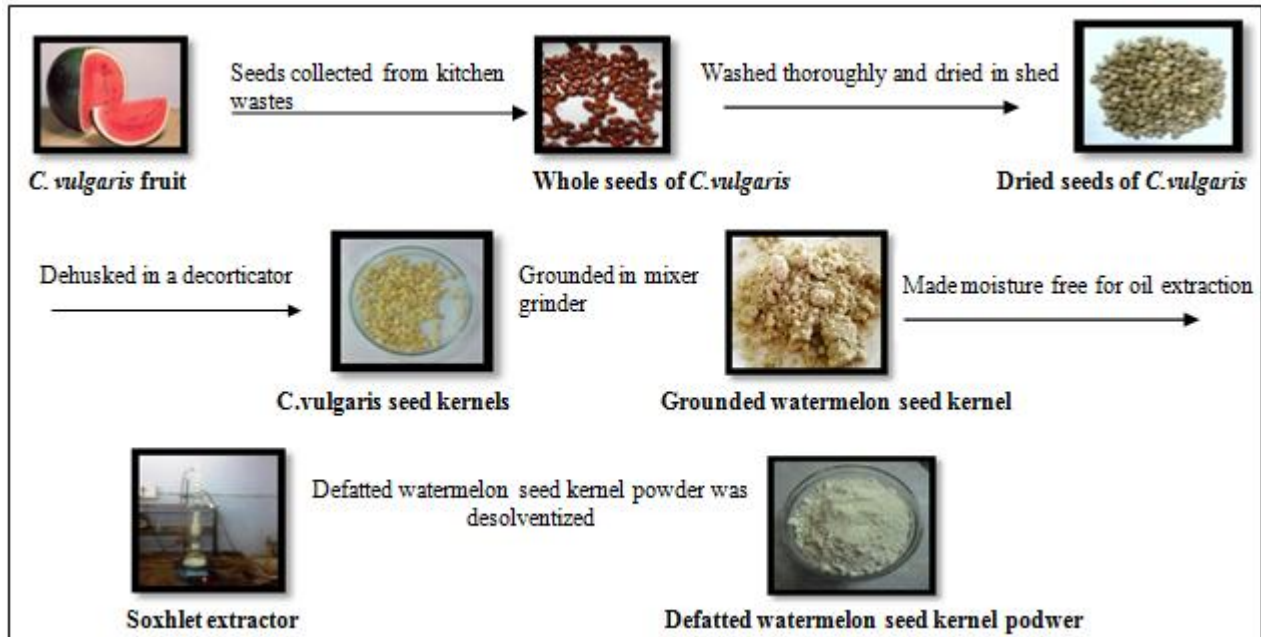 Seeds collected from kitchen
wastes
Washed thoroughly and dried in shed
C. vulgaris fruit
Whole seeds of C.vulgaris
Dried seeds of C.vulgaris
Dehusked in a decorticator
Grounded in mixer
grinder
Made moisture free for oil extraction
C.vulgaris seed kernels
Grounded watermelon seed kernel
Defatted watermelon seed kernel powder was
desolventized
Soxhlet extractor
Defatted watermelon seed kernel podwer